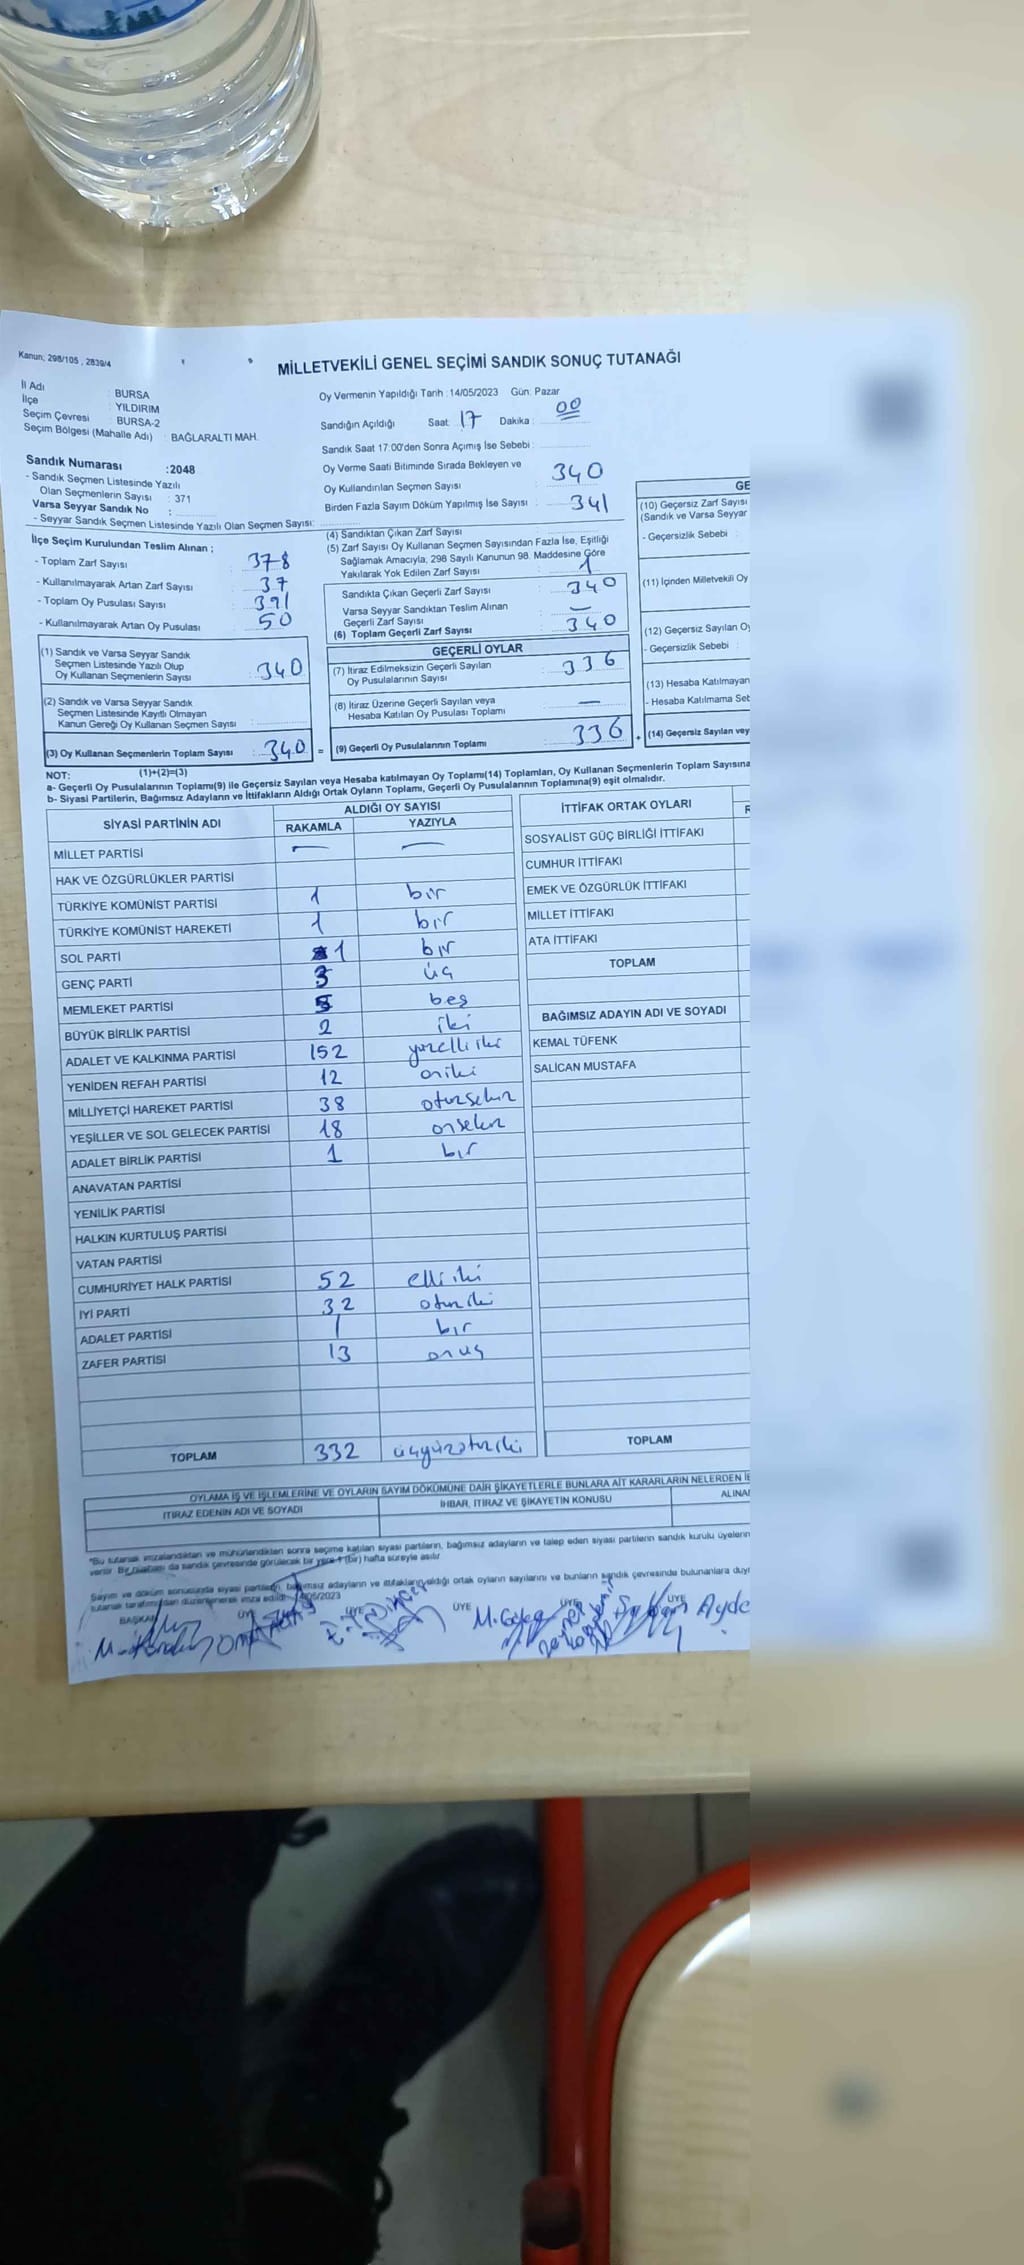 Kanun; 298/105 , 2839/4
MİLLETVEKİLİ GENEL SEÇİMİ SANDIK SONUÇ TUTANAĞI
İl Adı : BURSA
İlçe : YILDIRIM
Seçim Çevresi : BURSA-2
Seçim Bölgesi (Mahalle Adı) : BAĞLARALTI MAH.
Sandık Numarası :2048
- Sandık Seçmen Listesinde Yazılı
Olan Seçmenlerin Sayısı : 371
Varsa Seyyar Sandık No :
- Seyyar Sandık Seçmen Listesinde Yazılı Olan Seçmen Sayısı:
Oy Vermenin Yapıldığı Tarih :14/05/2023 Gün: Pazar
Sandığın Açıldığı Saat: 17 Dakika : 00
Sandık Saat 17:00'den Sonra Açımış İse Sebebi :
Oy Verme Saati Bitiminde Sırada Bekleyen ve
Oy Kullandırılan Seçmen Sayısı : 340
Birden Fazla Sayım Döküm Yapılmış İse Sayısı : 341
İlçe Seçim Kurulundan Teslim Alınan ;
- Toplam Zarf Sayısı : 378
- Kullanılmayarak Artan Zarf Sayısı : 37
- Toplam Oy Pusulası Sayısı : 391
- Kullanılmayarak Artan Oy Pusulası : 50
(4) Sandıktan Çıkan Zarf Sayısı :
(5) Zarf Sayısı Oy Kullanan Seçmen Sayısından Fazla İse, Eşitliği
Sağlamak Amacıyla, 298 Sayılı Kanunun 98. Maddesine Göre
Yakılarak Yok Edilen Zarf Sayısı : 1
Sandıkta Çıkan Geçerli Zarf Sayısı : 340
Varsa Seyyar Sandıktan Teslim Alınan
Geçerli Zarf Sayısı : —
(6) Toplam Geçerli Zarf Sayısı : 340
(1) Sandık ve Varsa Seyyar Sandık
Seçmen Listesinde Yazılı Olup
Oy Kullanan Seçmenlerin Sayısı : 340
(2) Sandık ve Varsa Seyyar Sandık
Seçmen Listesinde Kayıtlı Olmayan
Kanun Gereği Oy Kullanan Seçmen Sayısı :
(3) Oy Kullanan Seçmenlerin Toplam Sayısı : 340 =
GEÇERLİ OYLAR
(7) İtiraz Edilmeksizin Geçerli Sayılan
Oy Pusulalarının Sayısı : 336
(8) İtiraz Üzerine Geçerli Sayılan veya
Hesaba Katılan Oy Pusulası Toplamı : —
(9) Geçerli Oy Pusulalarının Toplamı : 336 +
GE
(10) Geçersiz Zarf Sayısı
(Sandık ve Varsa Seyyar
- Geçersizlik Sebebi :
(11) İçinden Milletvekili Oy
(12) Geçersiz Sayılan Oy
- Geçersizlik Sebebi :
(13) Hesaba Katılmayan
- Hesaba Katılmama Seb
(14) Geçersiz Sayılan vey
NOT: (1)+(2)=(3)
a- Geçerli Oy Pusulalarının Toplamı(9) ile Geçersiz Sayılan veya Hesaba katılmayan Oy Toplamı(14) Toplamları, Oy Kullanan Seçmenlerin Toplam Sayısına
b- Siyasi Partilerin, Bağımsız Adayların ve İttifakların Aldığı Ortak Oyların Toplamı, Geçerli Oy Pusulalarının Toplamına(9) eşit olmalıdır.
SİYASİ PARTİNİN ADI ALDIĞI OY SAYISI
RAKAMLA YAZIYLA
MİLLET PARTİSİ — —
HAK VE ÖZGÜRLÜKLER PARTİSİ
TÜRKİYE KOMÜNİST PARTİSİ 1 bir
TÜRKİYE KOMÜNİST HAREKETİ 1 bir
SOL PARTİ 1 bir
GENÇ PARTİ 3 üç
MEMLEKET PARTİSİ 5 beş
BÜYÜK BİRLİK PARTİSİ 2 iki
ADALET VE KALKINMA PARTİSİ 152 yüzelliiki
YENİDEN REFAH PARTİSİ 12 oniki
MİLLİYETÇİ HAREKET PARTİSİ 38 otuzsekız
YEŞİLLER VE SOL GELECEK PARTİSİ 18 onsekız
ADALET BİRLİK PARTİSİ 1 bir
ANAVATAN PARTİSİ
YENİLİK PARTİSİ
HALKIN KURTULUŞ PARTİSİ
VATAN PARTİSİ
CUMHURİYET HALK PARTİSİ 52 elliiki
İYİ PARTİ 32 otuziki
ADALET PARTİSİ 1 bır
ZAFER PARTİSİ 13 onüç
TOPLAM 332 üçyüzotuziki
İTTİFAK ORTAK OYLARI
R
SOSYALİST GÜÇ BİRLİĞİ İTTİFAKI
CUMHUR İTTİFAKI
EMEK VE ÖZGÜRLÜK İTTİFAKI
MİLLET İTTİFAKI
ATA İTTİFAKI
TOPLAM
BAĞIMSIZ ADAYIN ADI VE SOYADI
KEMAL TÜFENK
SALİCAN MUSTAFA
TOPLAM
OYLAMA İŞ VE İŞLEMLERİNE VE OYLARIN SAYIM DÖKÜMÜNE DAİR ŞİKAYETLERLE BUNLARA AİT KARARLARIN NELERDEN İB
İTİRAZ EDENİN ADI VE SOYADI İHBAR, İTİRAZ VE ŞİKAYETİN KONUSU ALINAN
*Bu tutanak imzalandıktan ve mühürlendikten sonra seçime katılan siyasi partilerin, bağımsız adayların ve talep eden siyasi partilerin sandık kurulu üyelerin
verilir. Bir nüshası da sandık çevresinde görülecek bir yere 1 (bir) hafta süreyle asılır.
Sayım ve döküm sonucunda siyasi partilerin, bağımsız adayların ve ittifakların aldığı ortak oyların sayılarını ve bunların sandık çevresinde bulunanlara duyu
tutanak tarafımızdan düzenlenerek imza edildi. 14/05/2023
BAŞKAN ÜYE ÜYE ÜYE ÜYE ÜYE